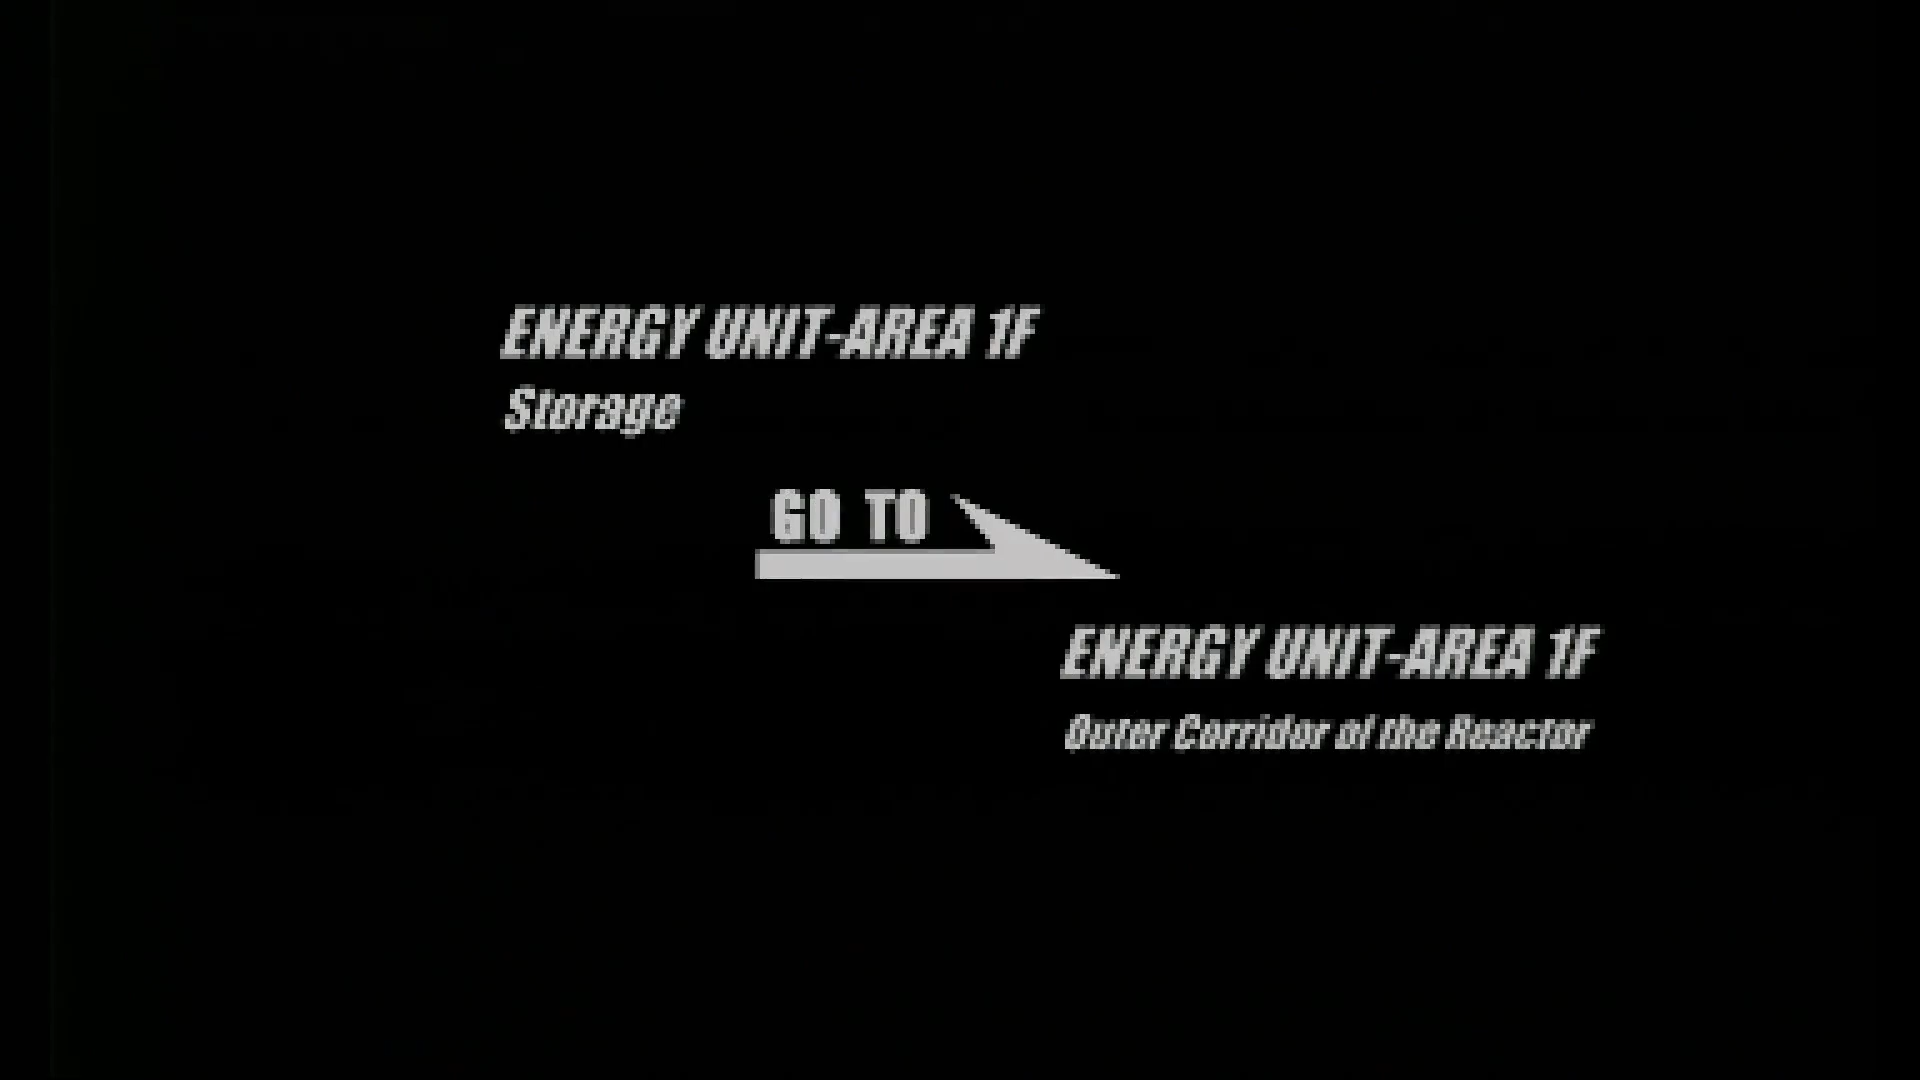 ENERGY UNIT-AREA 1F
Storage
GO TO
ENERGY UNIT-AREA 1F
Outer Corridor of the Reactor